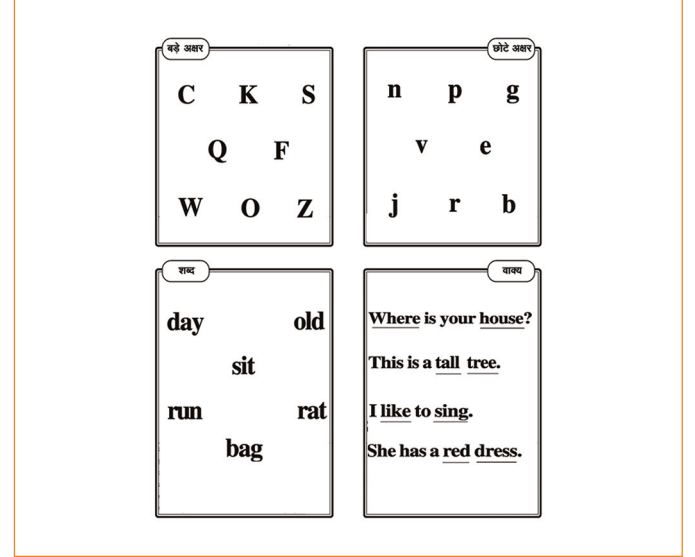 बड़े अक्षर
C K S
Q F
W O Z
छोटे अक्षर
n p g
v e
j r b
शब्द
day old
sit
run rat
bag
वाक्य
Where is your house?
This is a tall tree.
I like to sing.
She has a red dress.